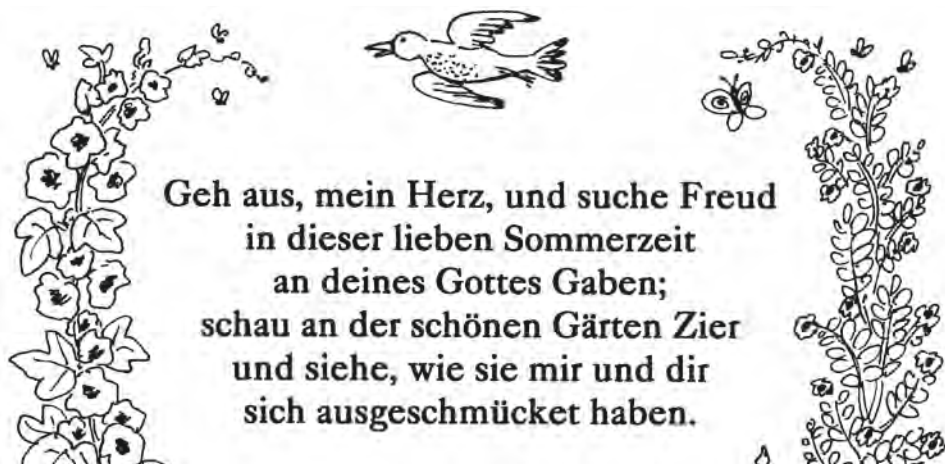 Geh aus, mein Herz, und suche Freud
in dieser lieben Sommerzeit
an deines Gottes Gaben;
schau an der schönen Gärten Zier
und siehe, wie sie mir und dir
sich ausgeschmücket haben.